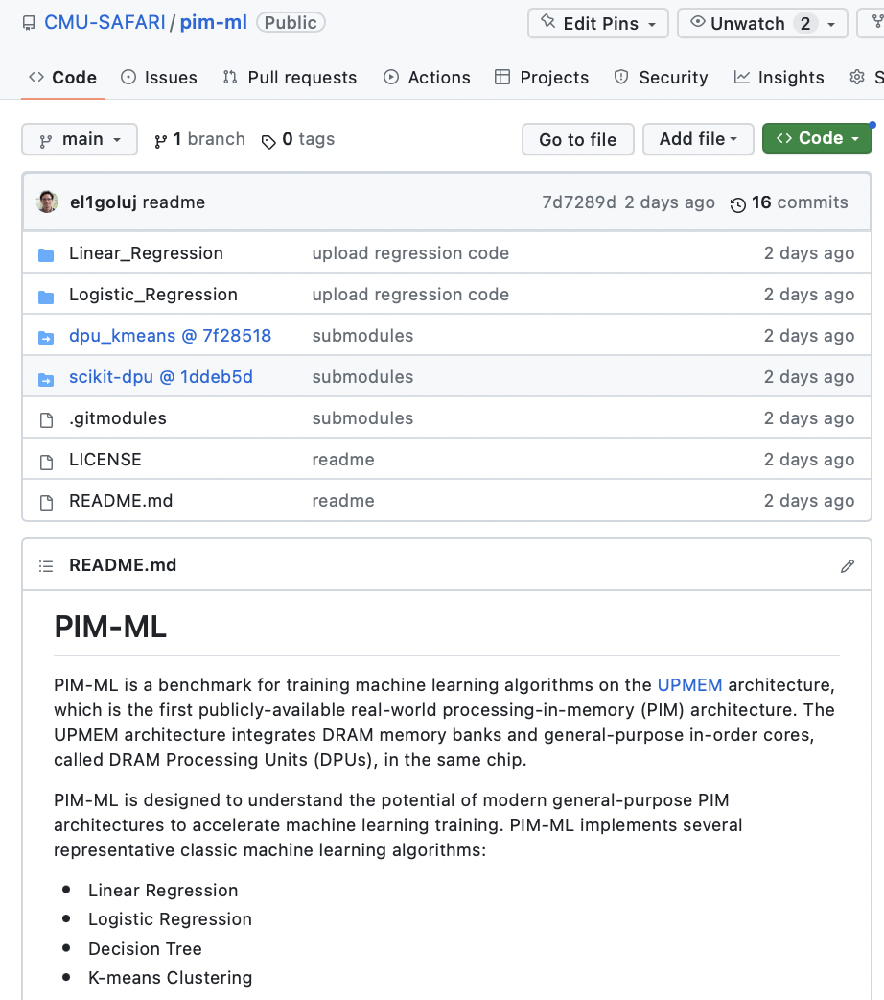 CMU-SAFARI / pim-ml Public Edit Pins Unwatch 2
Code Issues Pull requests Actions Projects Security Insights S
main 1 branch 0 tags Go to file Add file Code
el1goluj readme 7d7289d 2 days ago 16 commits
Linear_Regression upload regression code 2 days ago
Logistic_Regression upload regression code 2 days ago
dpu_kmeans @ 7f28518 submodules 2 days ago
scikit-dpu @ 1ddeb5d submodules 2 days ago
.gitmodules submodules 2 days ago
LICENSE readme 2 days ago
README.md readme 2 days ago
README.md
PIM-ML
PIM-ML is a benchmark for training machine learning algorithms on the UPMEM architecture,
which is the first publicly-available real-world processing-in-memory (PIM) architecture. The
UPMEM architecture integrates DRAM memory banks and general-purpose in-order cores,
called DRAM Processing Units (DPUs), in the same chip.
PIM-ML is designed to understand the potential of modern general-purpose PIM
architectures to accelerate machine learning training. PIM-ML implements several
representative classic machine learning algorithms:
• Linear Regression
• Logistic Regression
• Decision Tree
• K-means Clustering